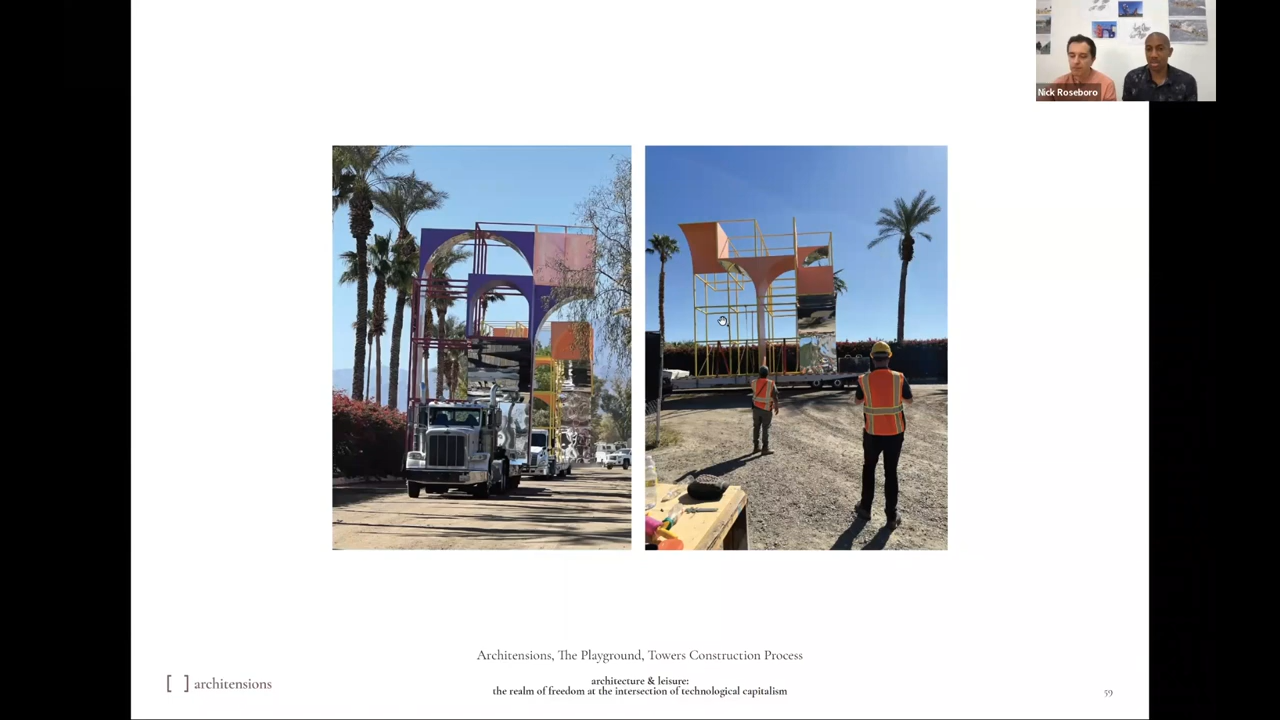 Nick Roseboro
Architensions, The Playground, Towers Construction Process
[ ] architensions
architecture & leisure:
the realm of freedom at the intersection of technological capitalism
59